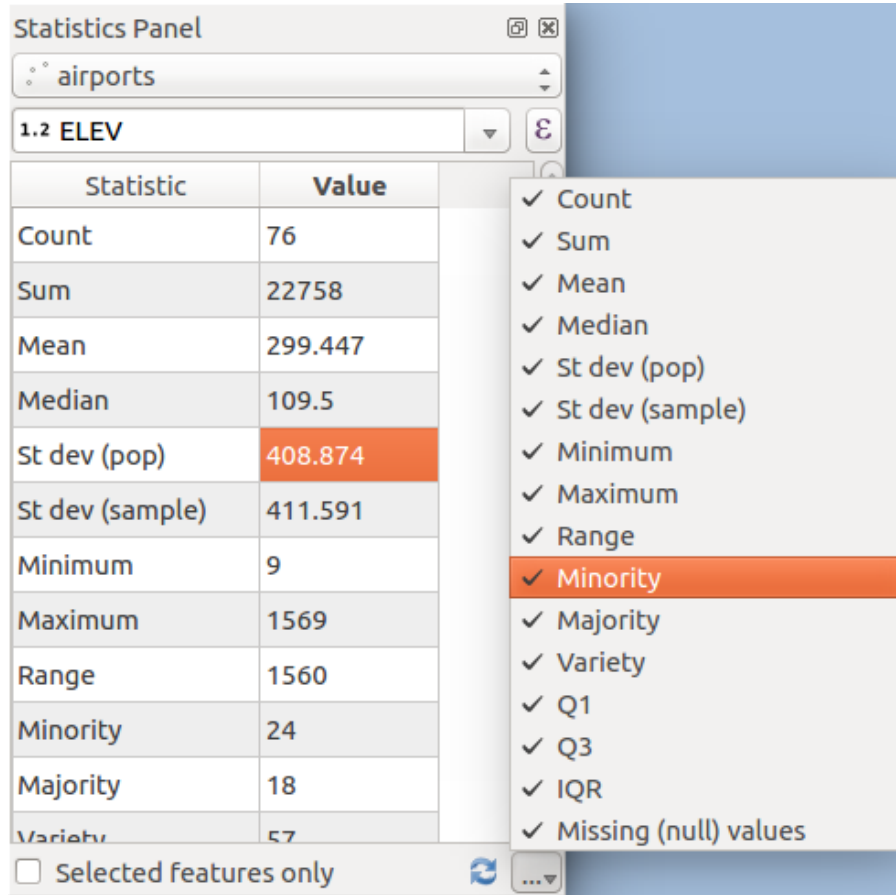 Statistics Panel
airports
1.2 ELEV
ε
Statistic Value
Count 76
Sum 22758
Mean 299.447
Median 109.5
St dev (pop) 408.874
St dev (sample) 411.591
Minimum 9
Maximum 1569
Range 1560
Minority 24
Majority 18
Variety 57
Selected features only
...
Count
Sum
Mean
Median
St dev (pop)
St dev (sample)
Minimum
Maximum
Range
Minority
Majority
Variety
Q1
Q3
IQR
Missing (null) values